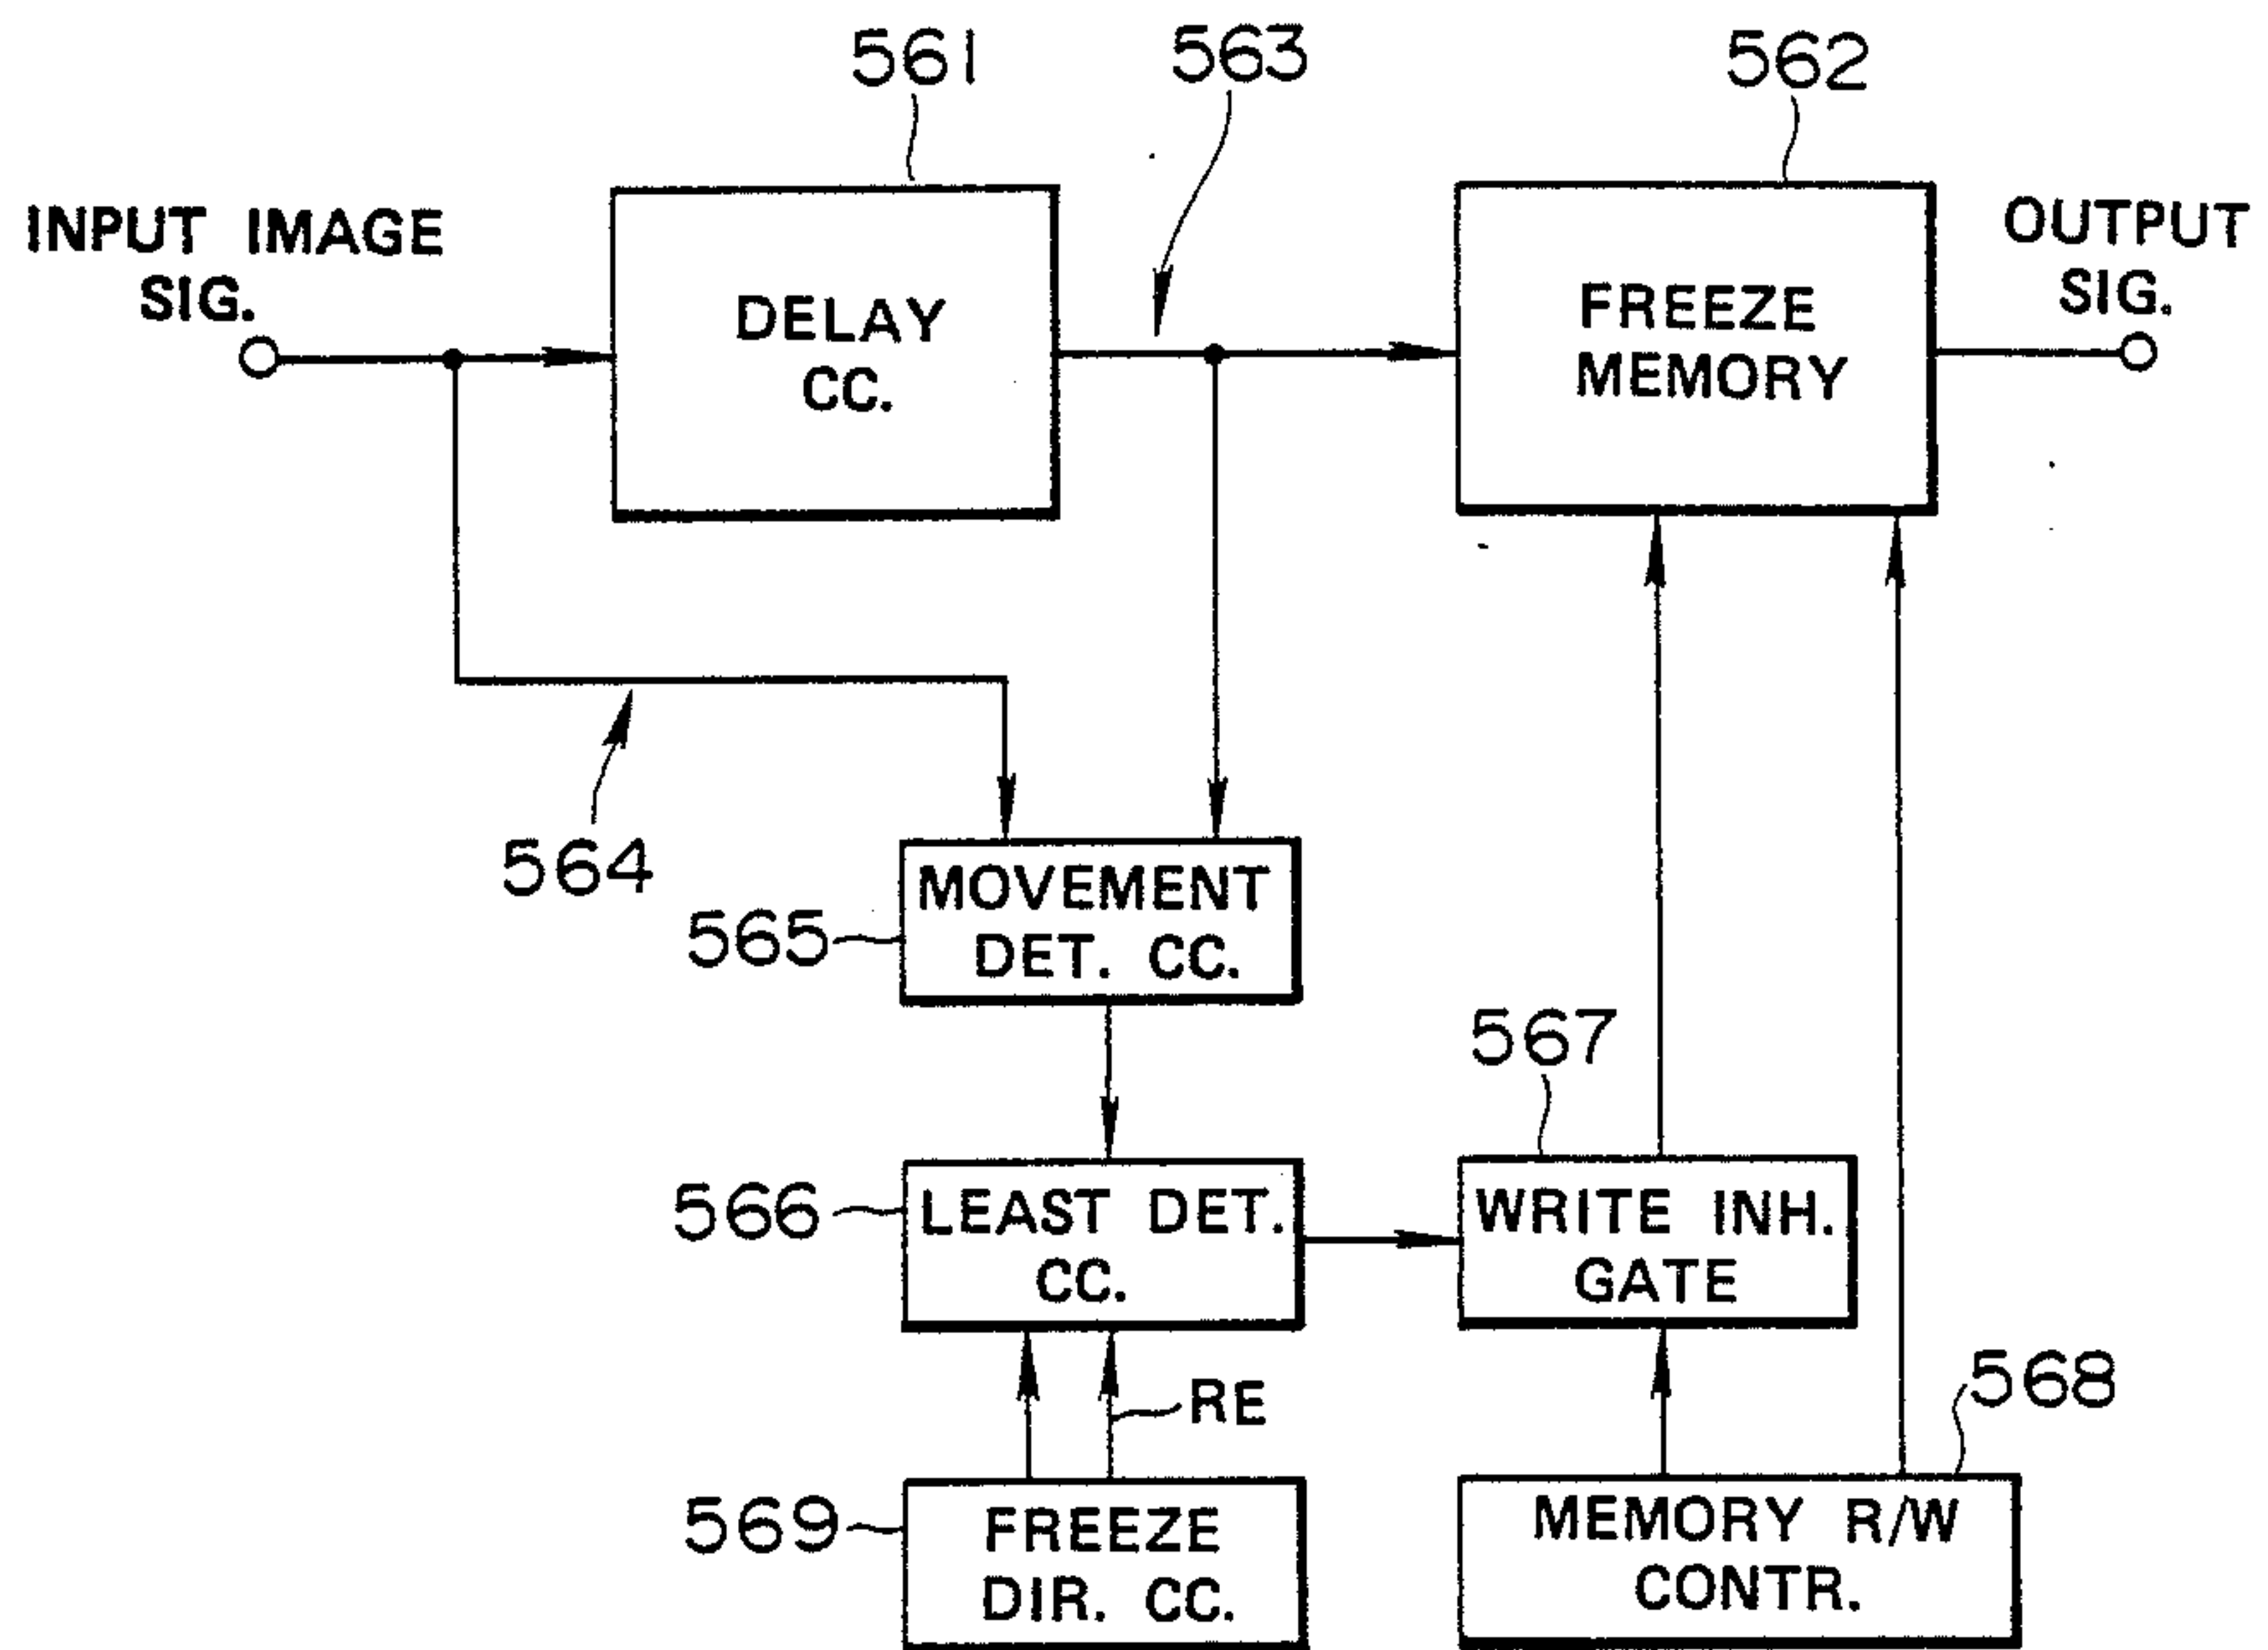 561
563
562
INPUT IMAGE
SIG.
DELAY
CC.
FREEZE
MEMORY
OUTPUT
SIG.
564
565
MOVEMENT
DET. CC.
567
566
LEAST DET.
CC.
WRITE INH.
GATE
RE
568
569
FREEZE
DIR. CC.
MEMORY R/W
CONTR.